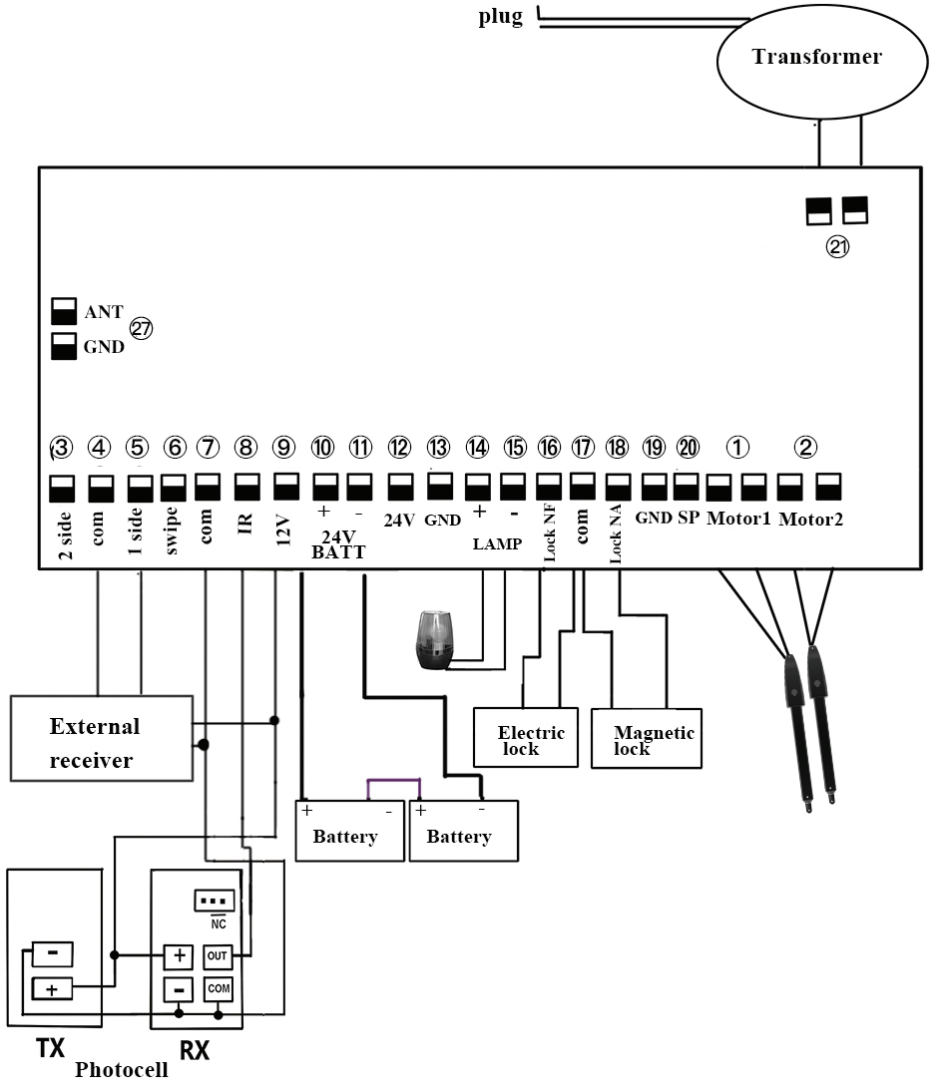 plug
Transformer
㉑
ANT
GND
㉗
③ ④ ⑤ ⑥ ⑦ ⑧ ⑨ ⑩ ⑪ ⑫ ⑬ ⑭ ⑮ ⑯ ⑰ ⑱ ⑲ ⑳ ① ②
2 side
com
1 side
swipe
com
IR
12V
+ -
24V
BATT
24V
GND
+ -
LAMP
Lock NF
com
Lock NA
GND SP Motor1 Motor2
External
receiver
Electric
lock
Magnetic
lock
+ -
Battery
+ -
Battery
NC
-
+
+ OUT
- COM
TX
RX
Photocell